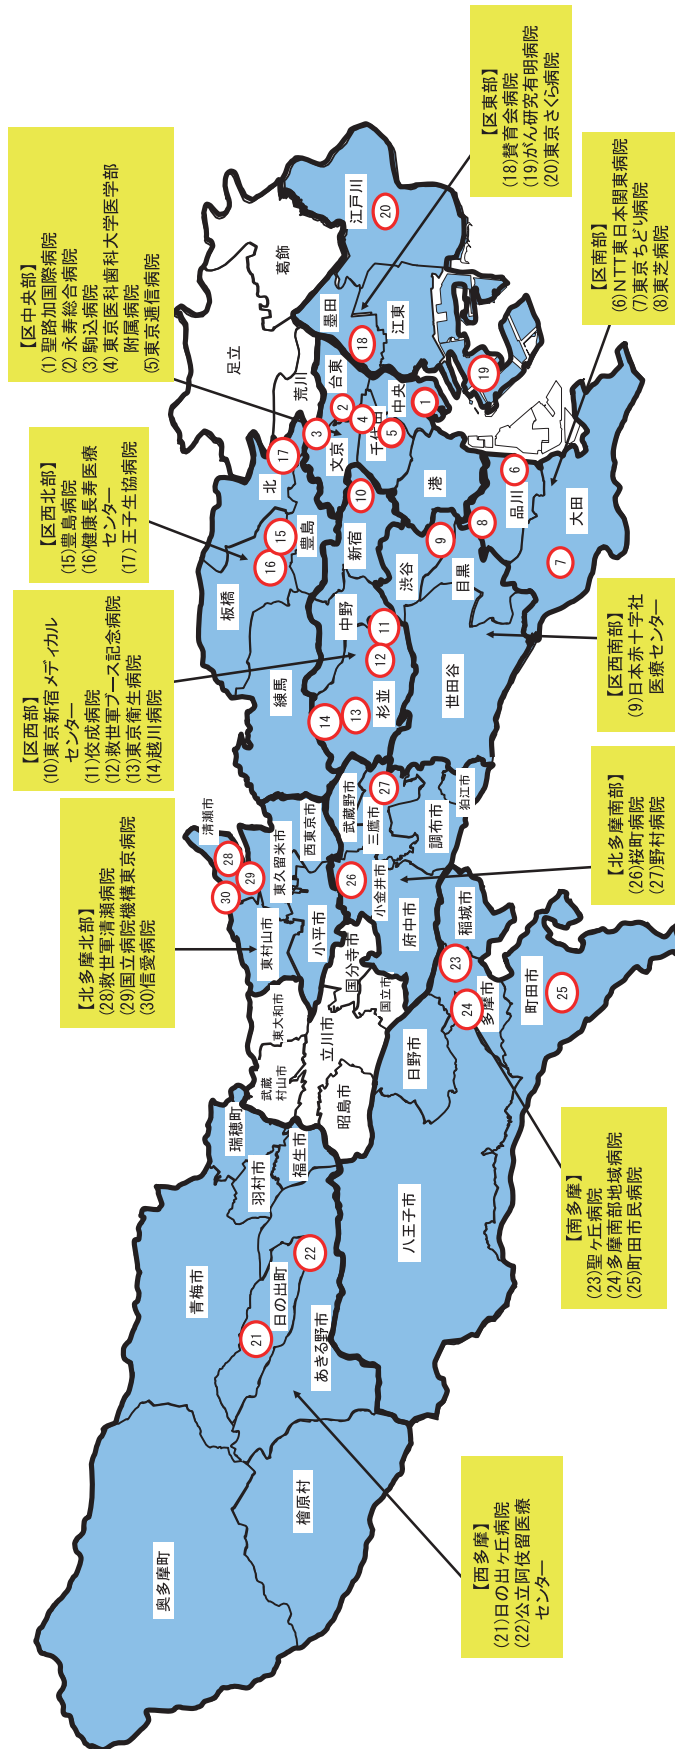 【区中央部】
(1)聖路加国際病院
(2)永寿総合病院
(3)駒込病院
(4)東京医科歯科大学医学部
附属病院
(5)東京逓信病院
【区西北部】
(15)豊島病院
(16)健康長寿医療
センター
(17)王子生協病院
【区西部】
(10)東京新宿メディカル
センター
(11)佼成病院
(12)救世軍ブース記念病院
(13)東京衛生病院
(14)越川病院
【北多摩北部】
(28)救世軍清瀬病院
(29)国立病院機構東京病院
(30)信愛病院
【区東部】
(18)賛育会病院
(19)がん研究有明病院
(20)東京さくら病院
【区南部】
(6)NTT東日本関東病院
(7)東京ちどり病院
(8)東芝病院
【区西南部】
(9)日本赤十字社
医療センター
【北多摩南部】
(26)桜町病院
(27)野村病院
【南多摩】
(23)聖ヶ丘病院
(24)多摩南部地域病院
(25)町田市民病院
【西多摩】
(21)日の出ヶ丘病院
(22)公立阿伎留医療
センター
奥多摩町
檜原村
青梅市
日の出町
あきる野市
瑞穂町
羽村市
福生市
八王子市
武蔵
村山市
東大和市
立川市
昭島市
国分寺市
国立市
日野市
多摩市
町田市
稲城市
府中市
小金井市
東村山市
小平市
東久留米市
清瀬市
西東京市
武蔵野市
三鷹市
調布市
狛江市
練馬
板橋
北
豊島
中野
杉並
新宿
渋谷
世田谷
目黒
品川
大田
港
千代田
中央
文京
台東
荒川
足立
葛飾
墨田
江東
江戸川
1
2
3
4
5
6
7
8
9
10
11
12
13
14
15
16
17
18
19
20
21
22
23
24
25
26
27
28
29
30